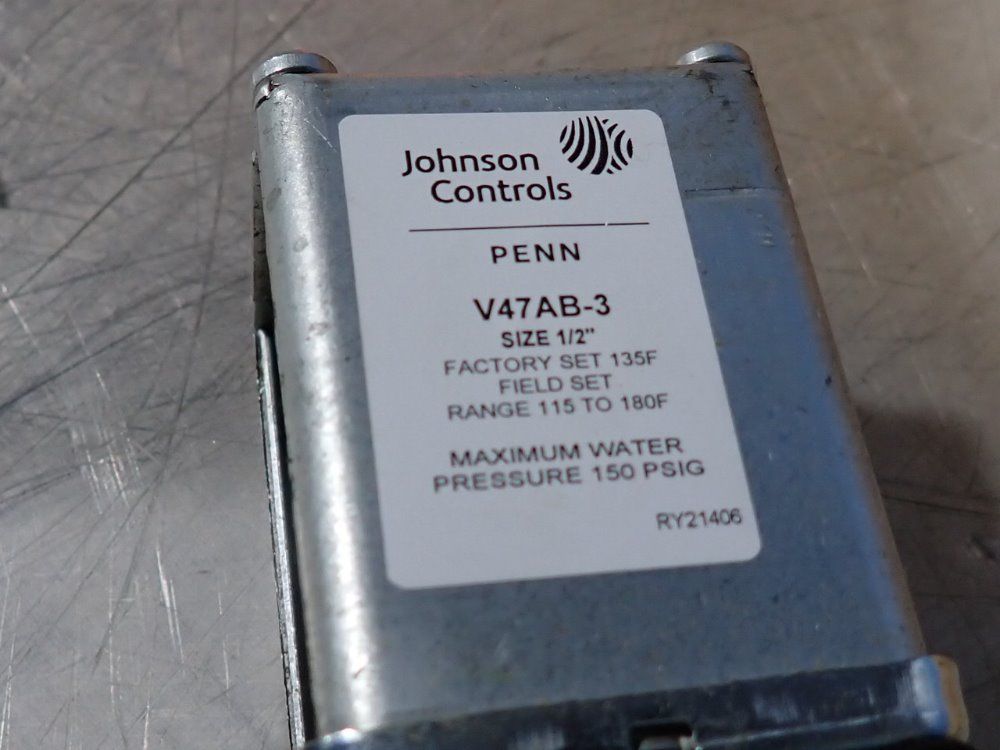 Johnson
Controls
PENN
V47AB-3
SIZE 1/2"
FACTORY SET 135F
FIELD SET
RANGE 115 TO 180F
MAXIMUM WATER
PRESSURE 150 PSIG
RY21406